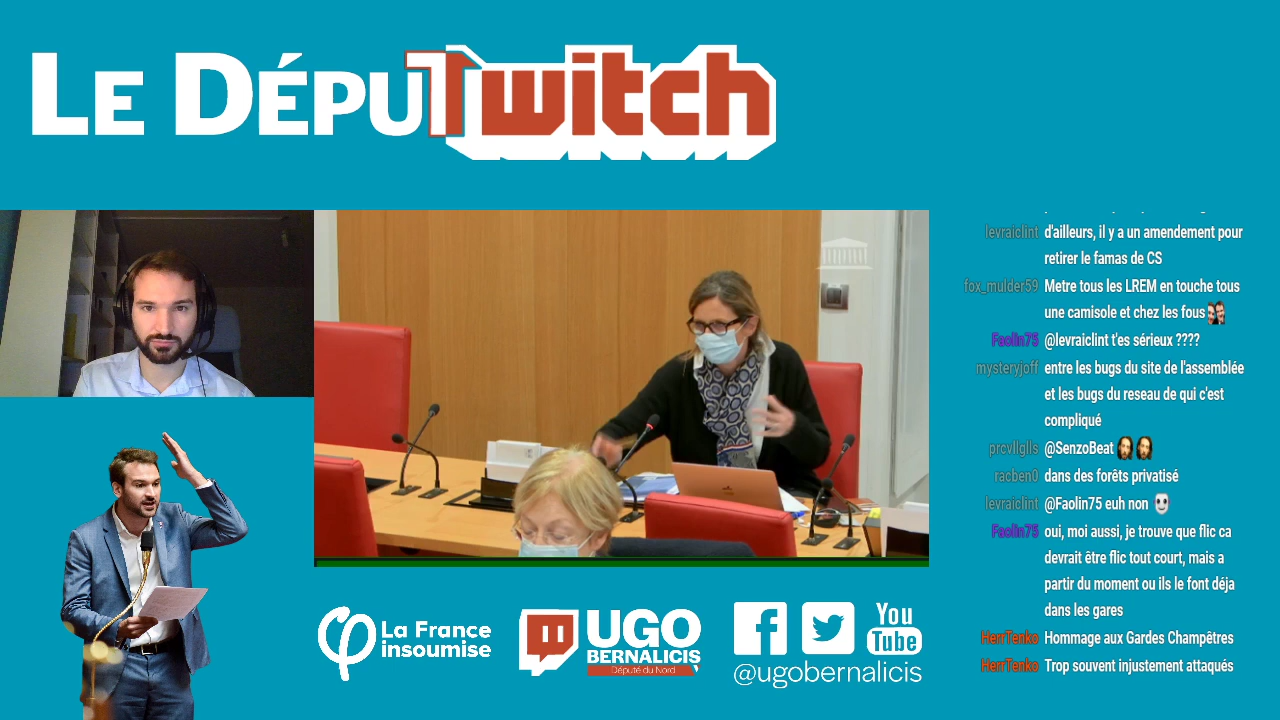 LE DÉPUTwitch
levraiclint d'ailleurs, il y a un amendement pour
retirer le famas de CS
fox_mulder59 Metre tous les LREM en touche tous
une camisole et chez les fous
Faolin75 @levraiclint t'es sérieux ????
mysteryjoff entre les bugs du site de l'assemblée
et les bugs du reseau de qui c'est
compliqué
prcvllglls @SenzoBeat
racben0 dans des forêts privatisé
levraiclint @Faolin75 euh non
Faolin75 oui, moi aussi, je trouve que flic ca
devrait être flic tout court, mais a
partir du moment ou ils le font déja
dans les gares
HerrTenko Hommage aux Gardes Champêtres
HerrTenko Trop souvent injustement attaqués
La France
insoumise
UGO
BERNALICIS
Député du Nord
You
Tube
@ugobernalicis